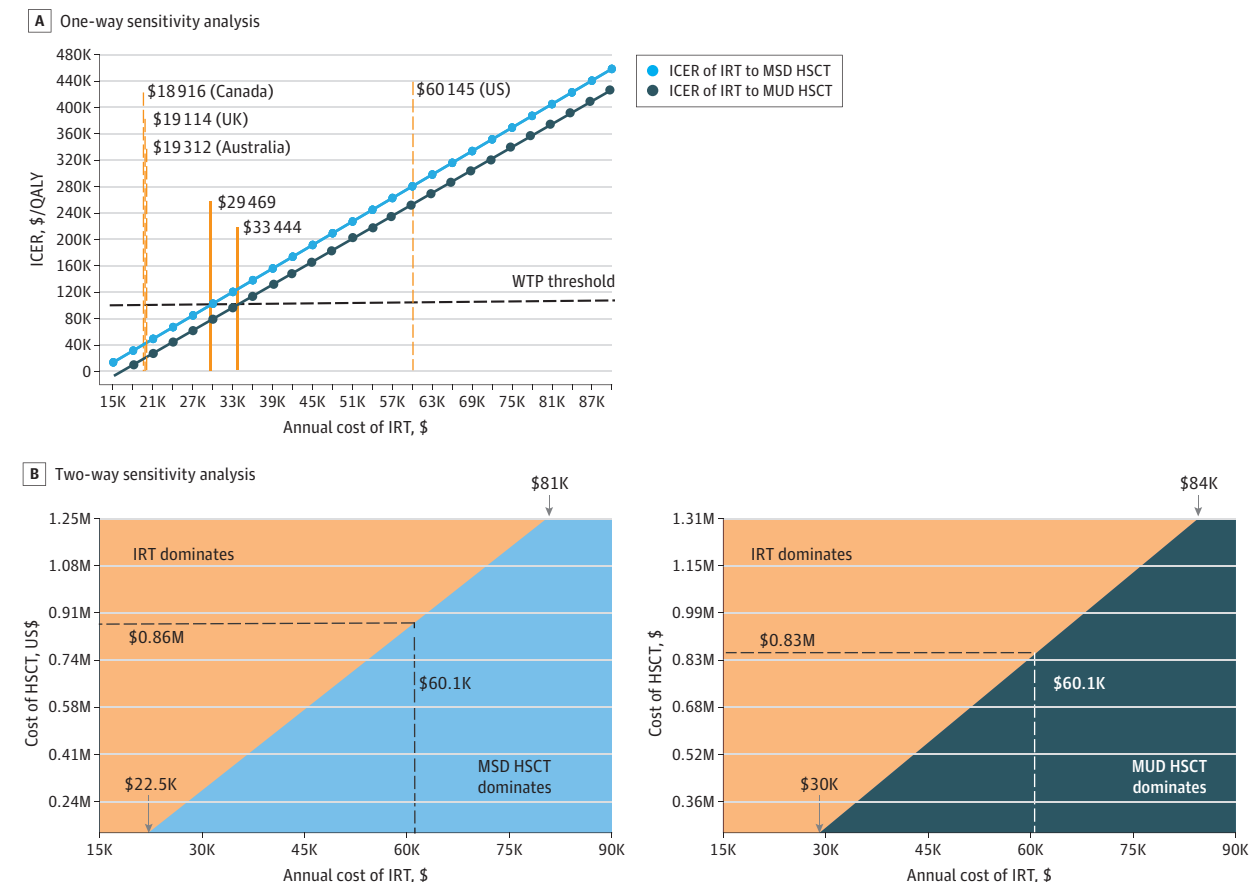 A One-way sensitivity analysis
480K
440K
400K
360K
320K
280K
240K
200K
160K
120K
80K
40K
0
ICER, $/QALY
$18 916 (Canada)
$19 114 (UK)
$19 312 (Australia)
$29 469
$33 444
$60 145 (US)
WTP threshold
15K 21K 27K 33K 39K 45K 51K 57K 63K 69K 75K 81K 87K
Annual cost of IRT, $
ICER of IRT to MSD HSCT
ICER of IRT to MUD HSCT
B Two-way sensitivity analysis
$81K
1.25M
1.08M
0.91M
0.74M
0.58M
0.41M
0.24M
Cost of HSCT, US$
IRT dominates
$0.86M
$60.1K
MSD HSCT
dominates
$22.5K
15K 30K 45K 60K 75K 90K
Annual cost of IRT, $
$84K
1.31M
1.15M
0.99M
0.83M
0.68M
0.52M
0.36M
Cost of HSCT, $
IRT dominates
$0.83M
$60.1K
MUD HSCT
dominates
$30K
15K 30K 45K 60K 75K 90K
Annual cost of IRT, $